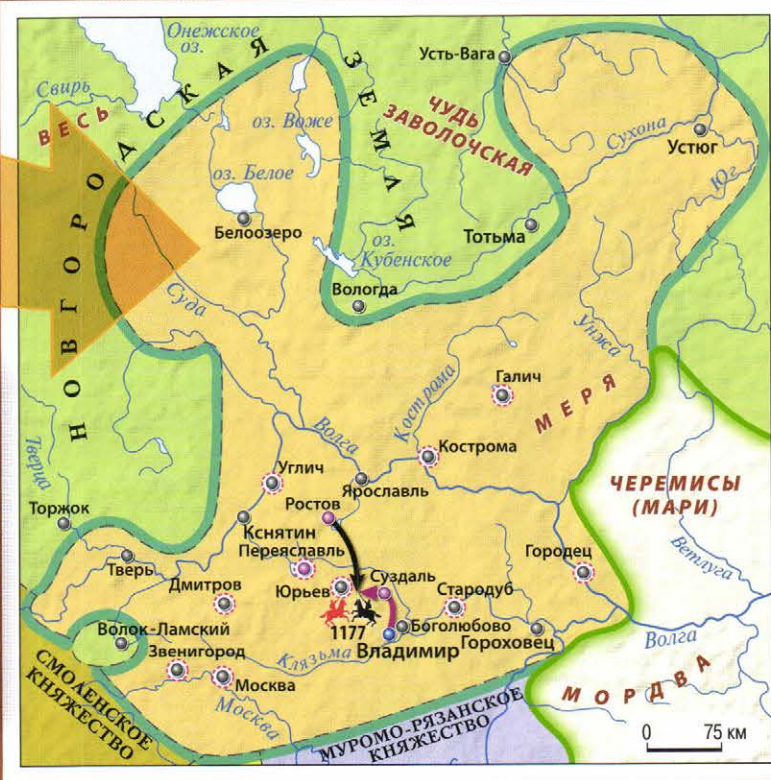 Онежское
оз.
Свирь
ВЕСЬ
НОВГОРОДСКАЯ ЗЕМЛЯ
оз. Воже
оз. Белое
Белоозеро
оз.
Кубенское
Вологда
Усть-Вага
ЧУДЬ
ЗАВОЛОЧСКАЯ
Сухона
Устюг
Юг
Тотьма
Суда
Унжа
Галич
МЕРЯ
Кострома
Кострома
Волга
Тверца
Углич
Ярославль
Ростов
Торжок
Кснятин
Переяславль
Тверь
Дмитров
Юрьев
Суздаль
Стародуб
Городец
ЧЕРЕМИСЫ
(МАРИ)
Ветлуга
Волок-Ламский
1177
Боголюбово
Владимир
Гороховец
Волга
Звенигород
Клязьма
Москва
Москва
СМОЛЕНСКОЕ
КНЯЖЕСТВО
МУРОМО-РЯЗАНСКОЕ
КНЯЖЕСТВО
МОРДВА
0 75 км